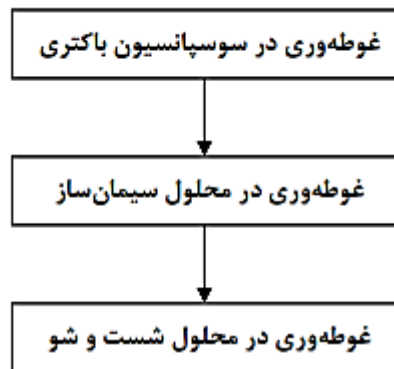 غوطه‌وری در سوسپانسیون باکتری
غوطه‌وری در محلول سیمان‌ساز
غوطه‌وری در محلول شست و شو